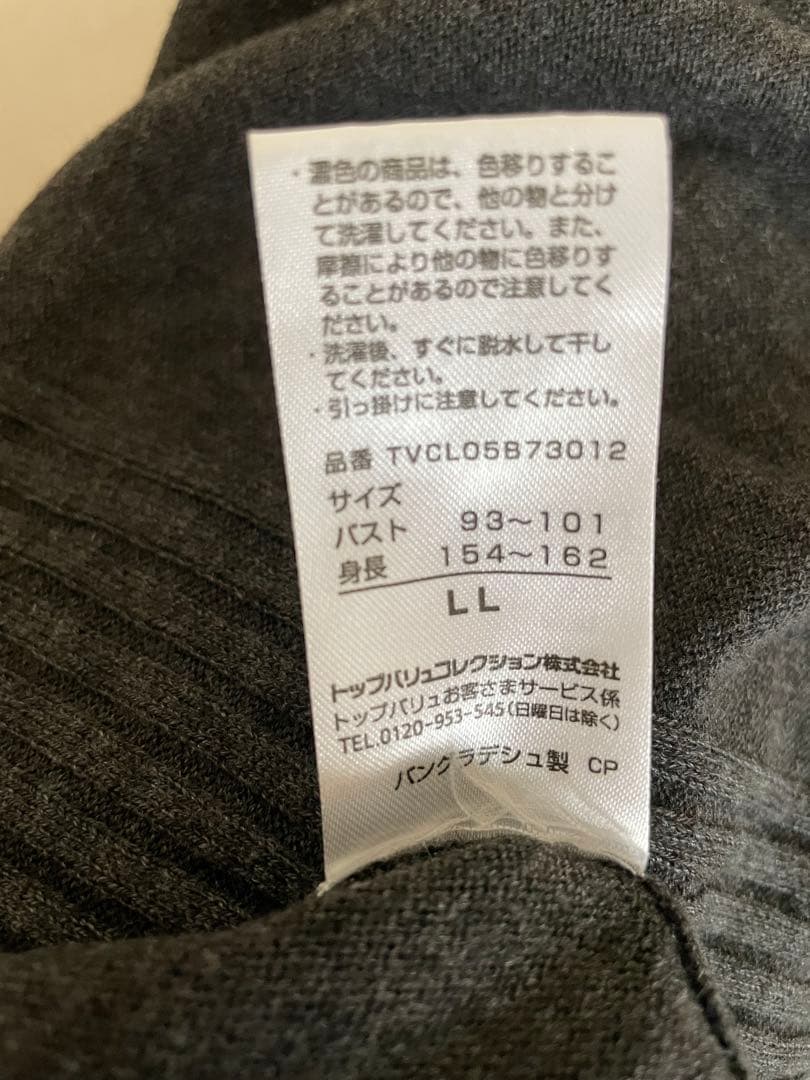 ・濃色の商品は、色移りするこ
とがあるので、他の物と分け
て洗濯してください。また、
摩擦により他の物に色移りす
ることがあるので注意してく
ださい。
・洗濯後、すぐに脱水して干し
てください。
・引っ掛けに注意してください。
品番 TVCL05B73012
サイズ
バスト 93〜101
身長 154〜162
LL
トップバリュコレクション株式会社
トップバリュお客さまサービス係
TEL.0120-953-545(日曜日は除く)
バングラデシュ製 CP